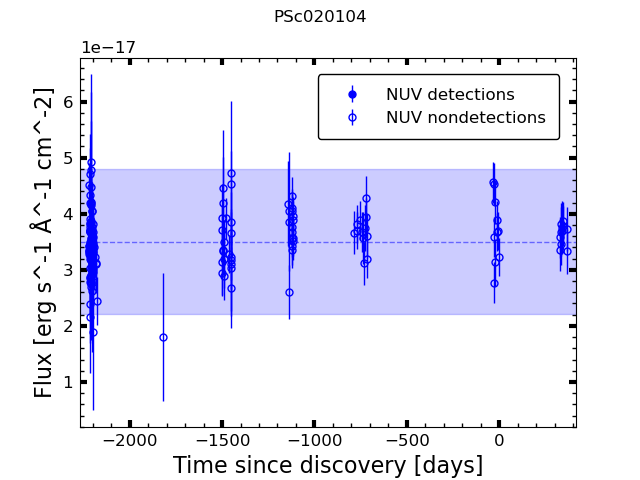 PSc020104
1e−17
NUV detections
NUV nondetections
6
5
4
3
2
1
Flux [erg s^-1 Å^-1 cm^-2]
−2000 −1500 −1000 −500 0
Time since discovery [days]